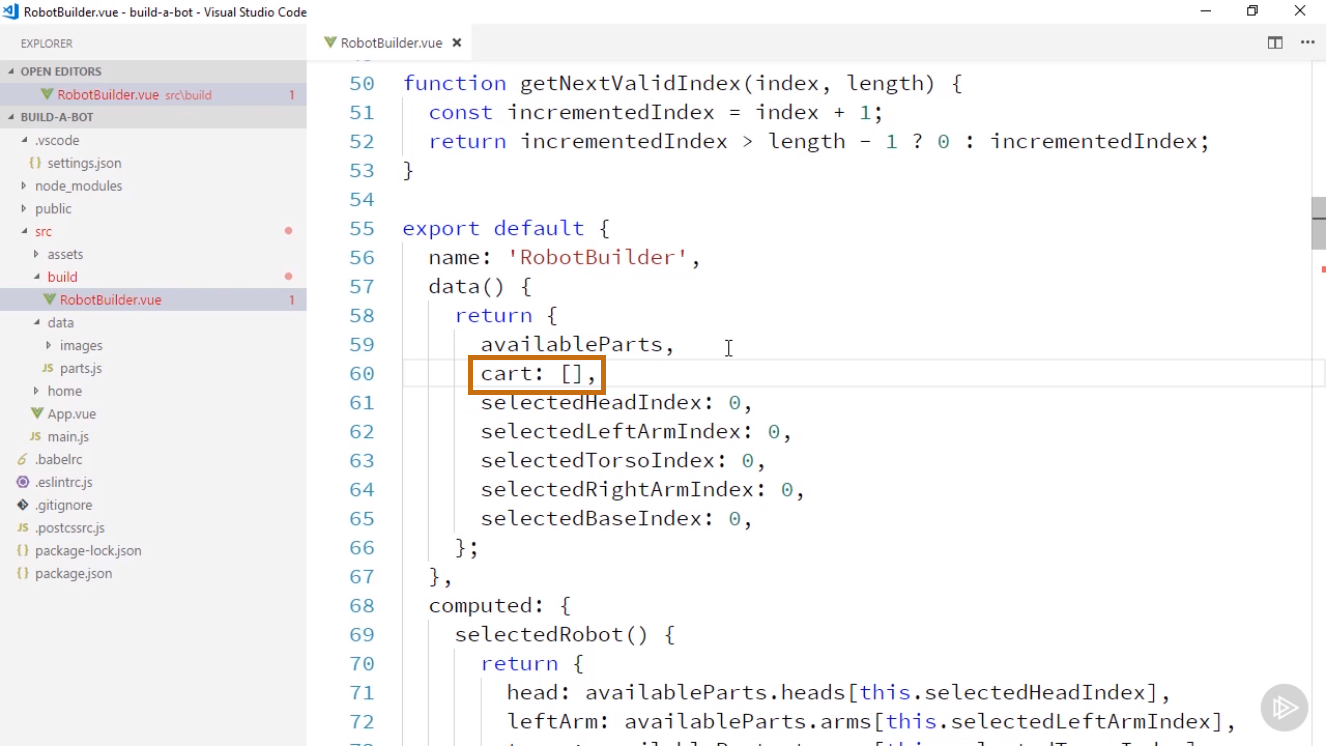 RobotBuilder.vue - build-a-bot - Visual Studio Code
EXPLORER
OPEN EDITORS
RobotBuilder.vue src\build 1
BUILD-A-BOT
.vscode
{} settings.json
node_modules
public
src
assets
build
RobotBuilder.vue 1
data
images
JS parts.js
home
App.vue
JS main.js
.babelrc
.eslintrc.js
.gitignore
JS .postcssrc.js
{} package-lock.json
{} package.json
RobotBuilder.vue
50 function getNextValidIndex(index, length) {
51 const incrementedIndex = index + 1;
52 return incrementedIndex > length - 1 ? 0 : incrementedIndex;
53 }
54
55 export default {
56 name: 'RobotBuilder',
57 data() {
58 return {
59 availableParts,
60 cart: [],
61 selectedHeadIndex: 0,
62 selectedLeftArmIndex: 0,
63 selectedTorsoIndex: 0,
64 selectedRightArmIndex: 0,
65 selectedBaseIndex: 0,
66 };
67 },
68 computed: {
69 selectedRobot() {
70 return {
71 head: availableParts.heads[this.selectedHeadIndex],
72 leftArm: availableParts.arms[this.selectedLeftArmIndex],